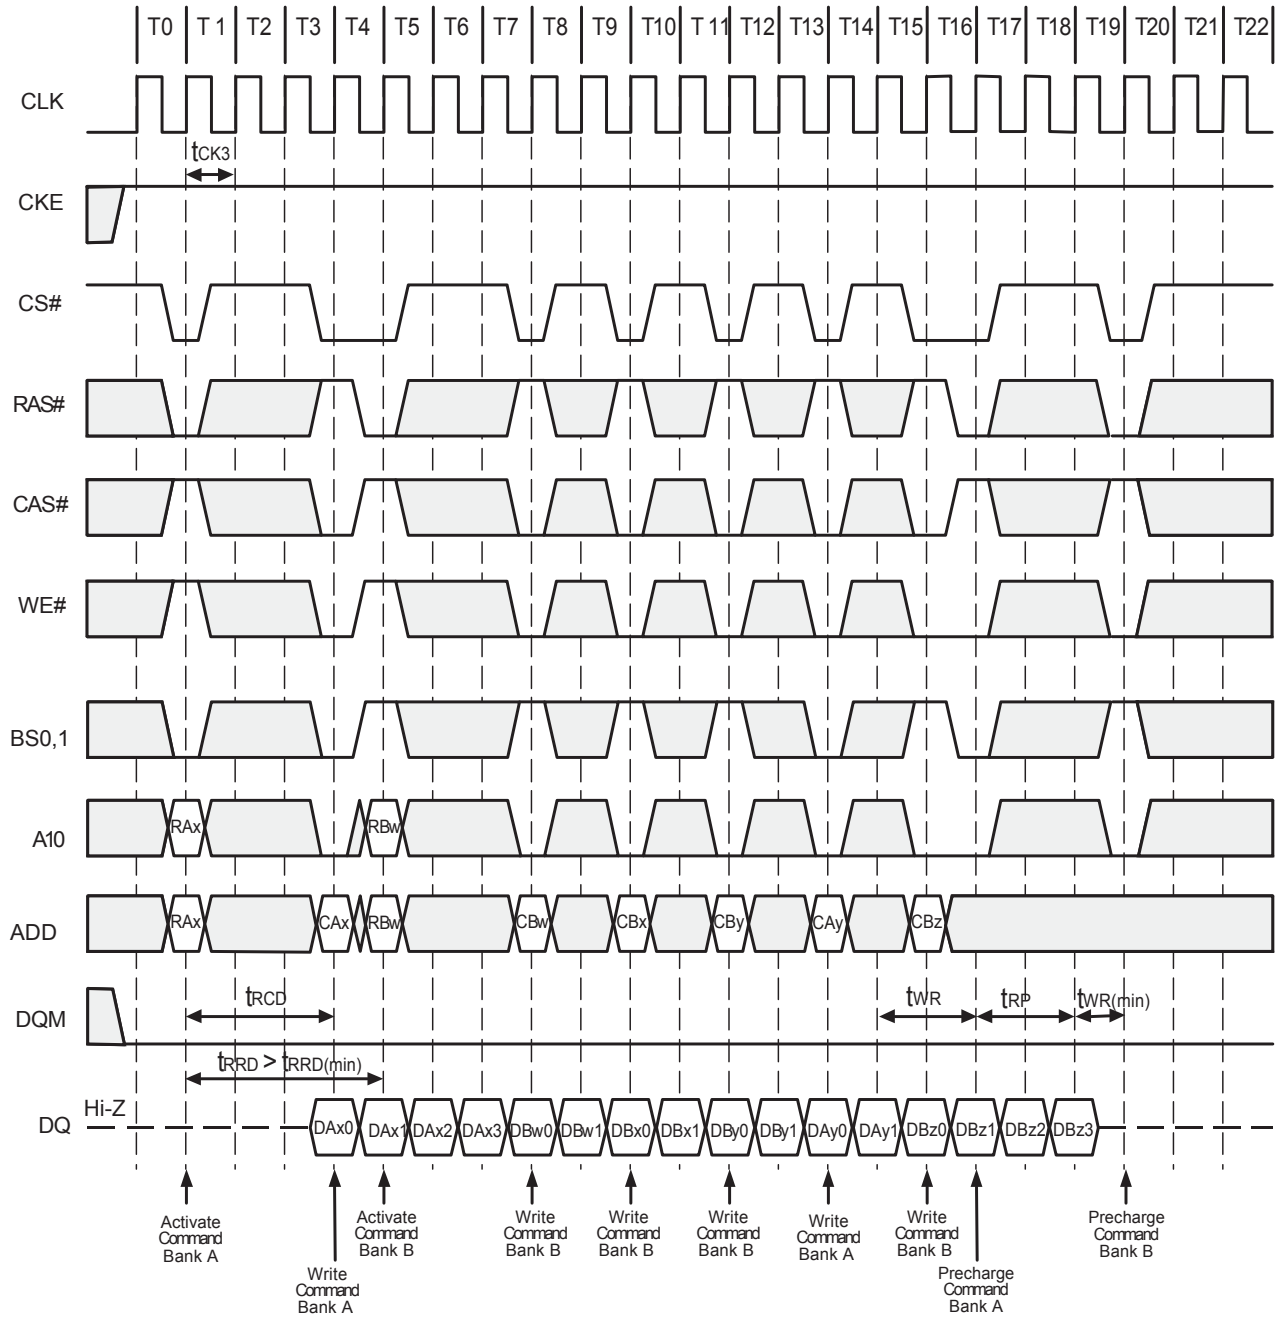 T0 T 1 T2 T3 T4 T5 T6 T7 T8 T9 T10 T 11 T12 T13 T14 T15 T16 T17 T18 T19 T20 T21 T22
CLK
tCK3
CKE
CS#
RAS#
CAS#
WE#
BS0,1
A10
RAx RBw
ADD
RAx CAx RBw CBw CBx CBy CAy CBz
DQM
tRCD tWR tRP tWR(min)
tRRD > tRRD(min)
Hi-Z
DQ
DAx0 DAx1 DAx2 DAx3 DBw0 DBw1 DBx0 DBx1 DBy0 DBy1 DAy0 DAy1 DBz0 DBz1 DBz2 DBz3
Activate
Command
Bank A
Write
Command
Bank A
Activate
Command
Bank B
Write
Command
Bank B
Write
Command
Bank B
Write
Command
Bank B
Write
Command
Bank A
Write
Command
Bank B
Precharge
Command
Bank A
Precharge
Command
Bank B